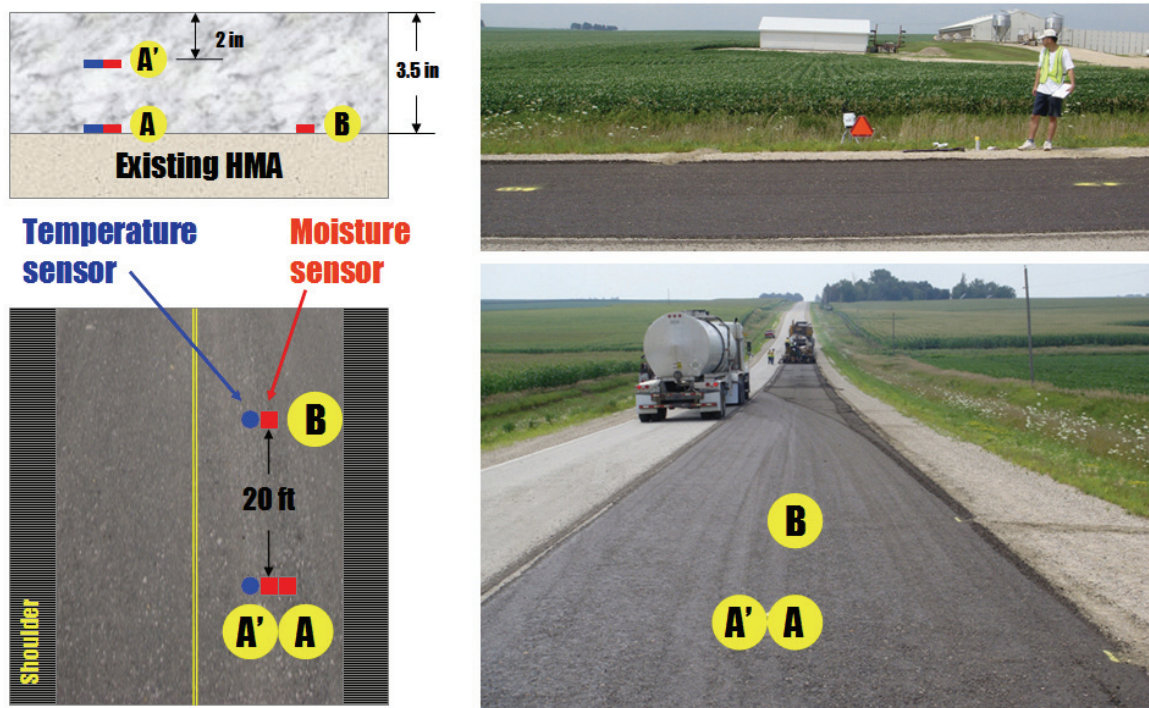 2 in
A'
3.5 in
A
B
Existing HMA
Temperature
sensor
Moisture
sensor
B
20 ft
A'
A
Shoulder
B
A'
A